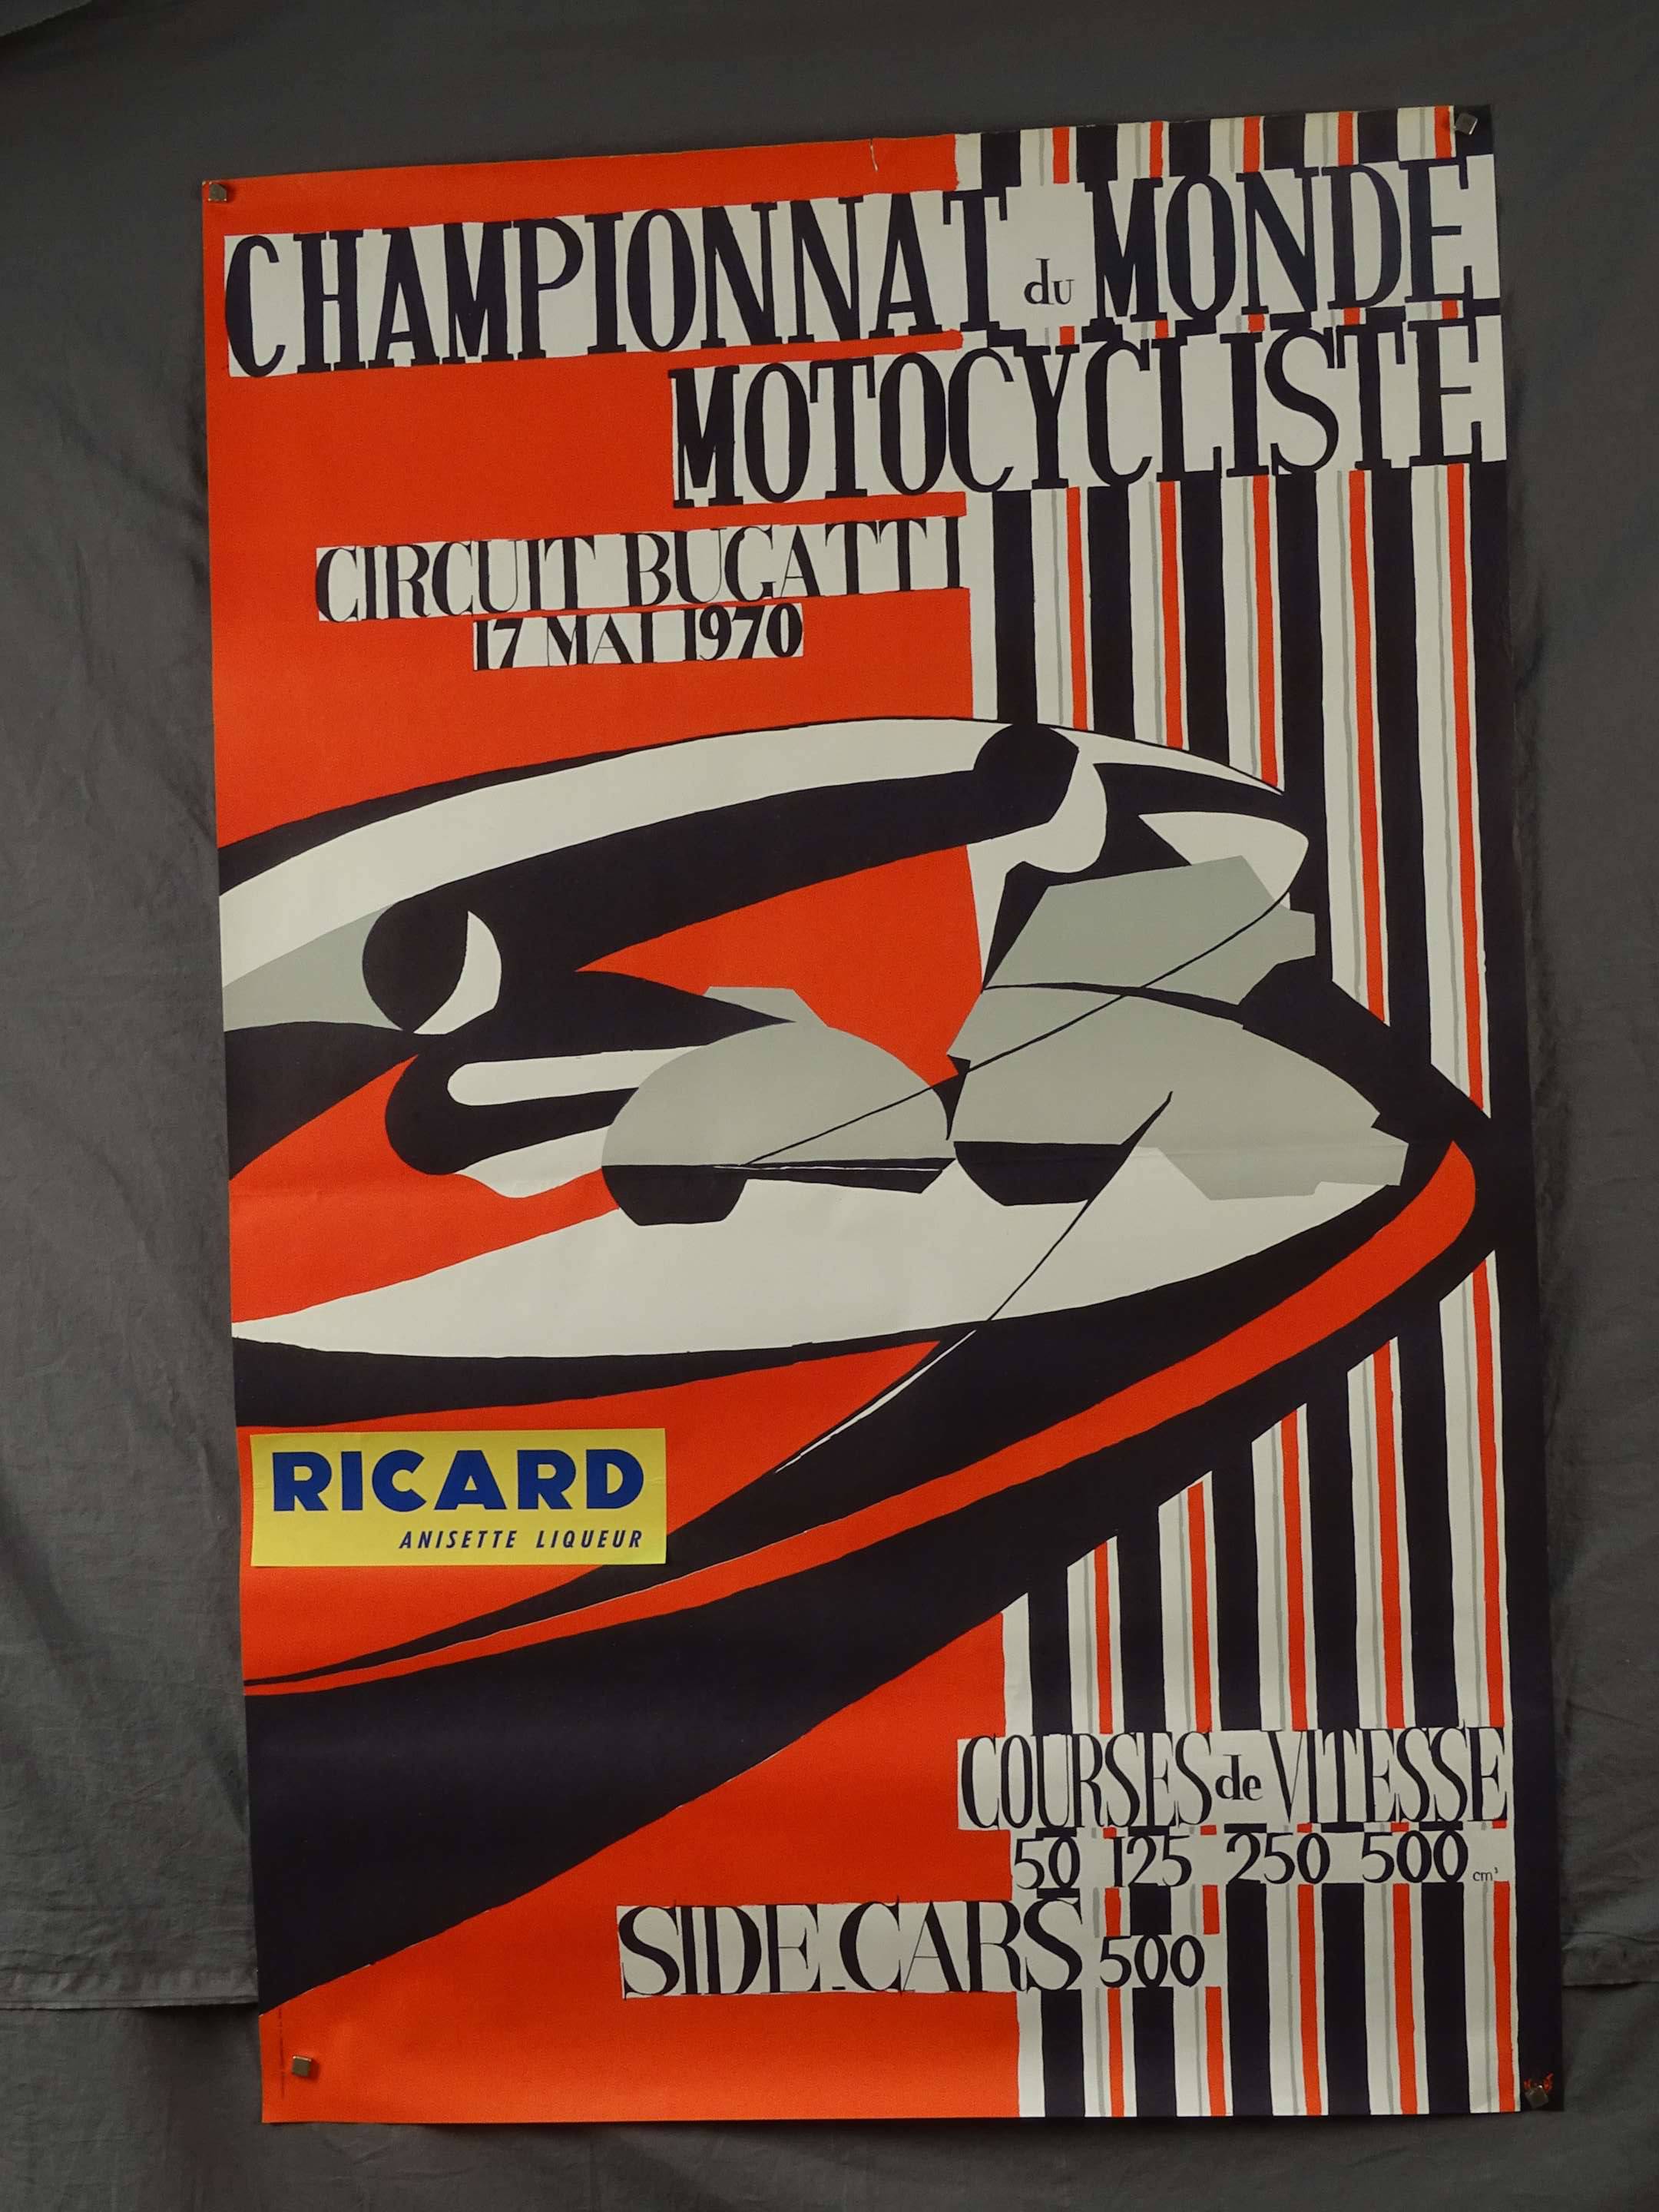 CHAMPIONNAT du MONDE
MOTOCYCLISTE
CIRCUIT BUGATTI
17 MAI 1970
RICARD
ANISETTE LIQUEUR
COURSES de VITESSE
50 125 250 500 cm³
SIDE-CARS 500